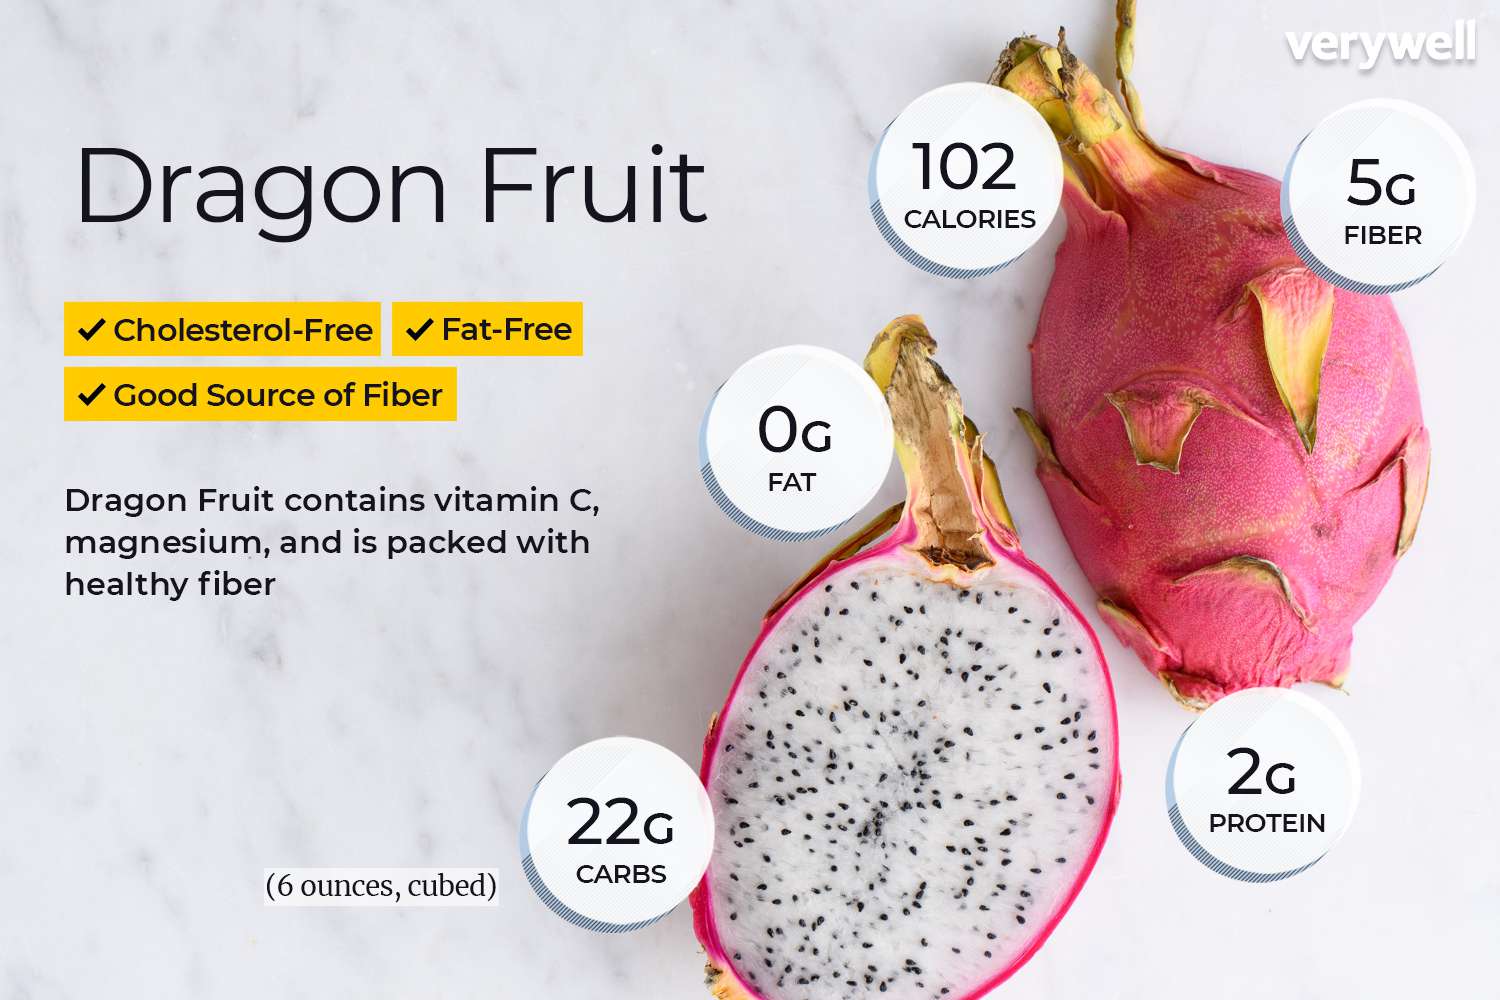 verywell
Dragon Fruit
Cholesterol-Free
Fat-Free
Good Source of Fiber
Dragon Fruit contains vitamin C,
magnesium, and is packed with
healthy fiber
102
CALORIES
5G
FIBER
0G
FAT
22G
CARBS
2G
PROTEIN
(6 ounces, cubed)